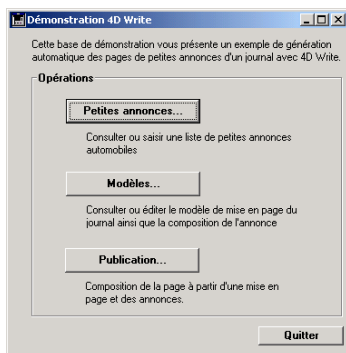 Démonstration 4D Write
Cette base de démonstration vous présente un exemple de génération
automatique des pages de petites annonces d'un journal avec 4D Write.
Opérations
Petites annonces...
Consulter ou saisir une liste de petites annonces
automobiles
Modèles...
Consulter ou éditer le modèle de mise en page du
journal ainsi que la composition de l'annonce
Publication...
Composition de la page à partir d'une mise en
page et des annonces.
Quitter